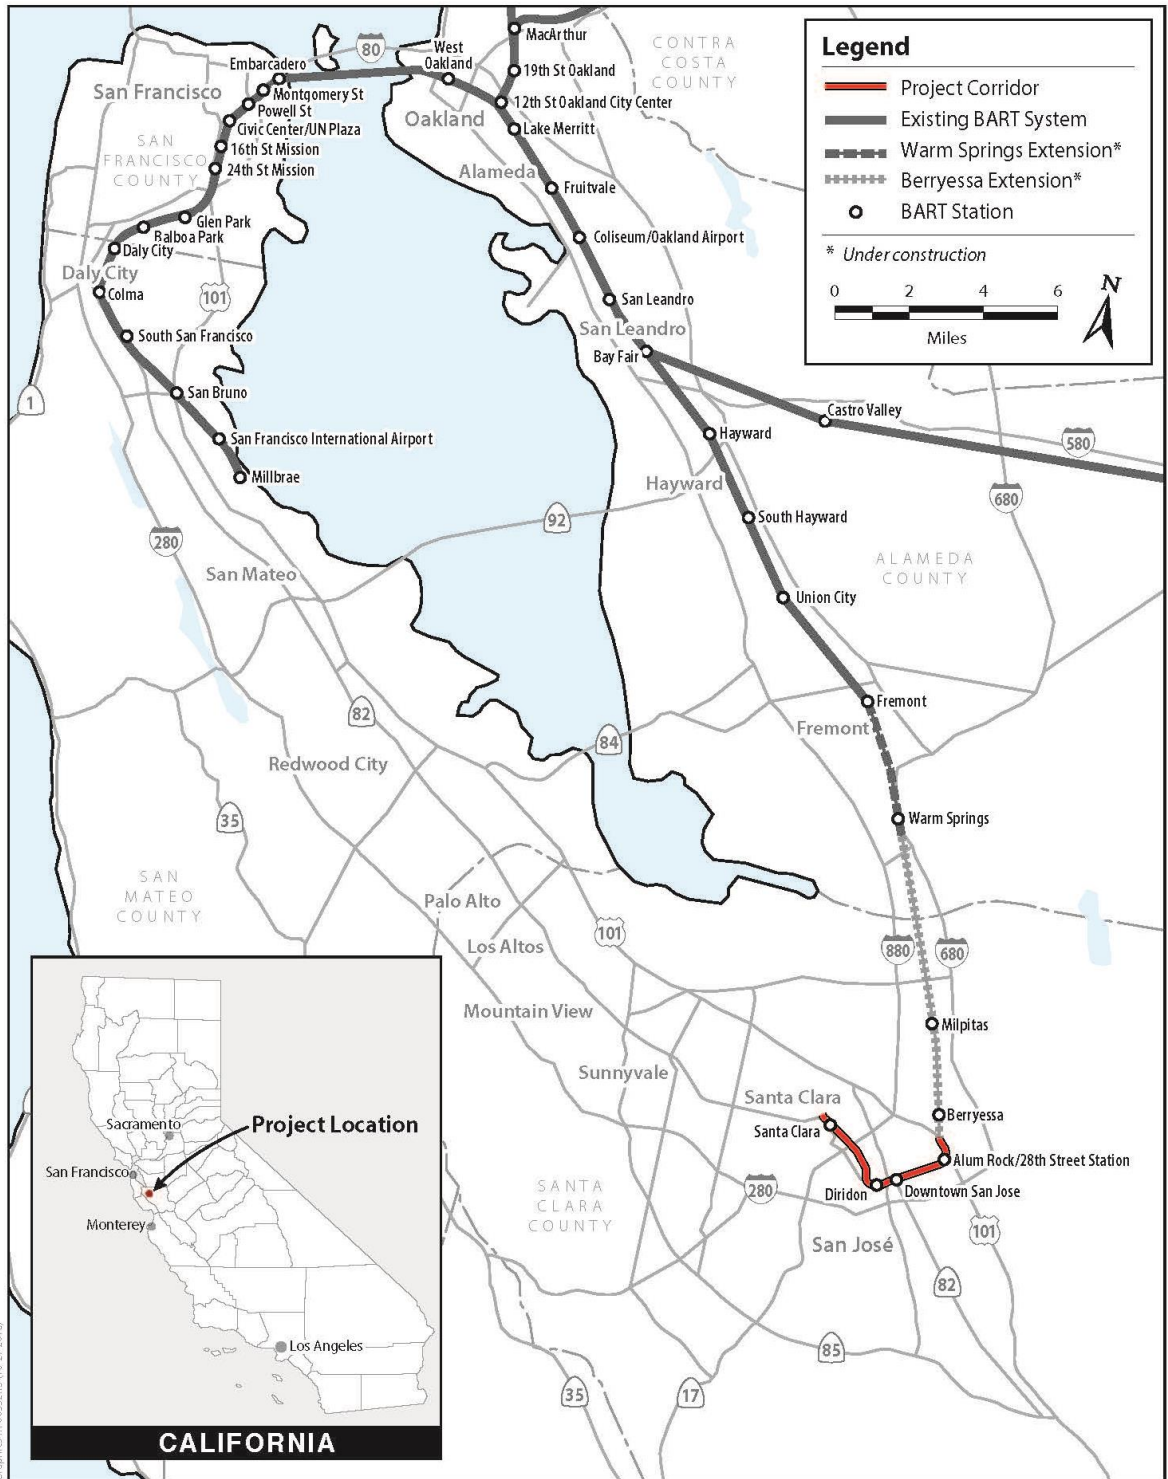 Legend
Project Corridor
Existing BART System
Warm Springs Extension*
Berryessa Extension*
BART Station
* Under construction
0 2 4 6
Miles
N
MacArthur
CONTRA
COSTA
COUNTY
West
Oakland
80
19th St Oakland
Embarcadero
San Francisco
Montgomery St
12th St Oakland City Center
Powell St
Oakland
Civic Center/UN Plaza
Lake Merritt
SAN
FRANCISCO
COUNTY
16th St Mission
24th St Mission
Alameda
Fruitvale
Glen Park
Balboa Park
Coliseum/Oakland Airport
Daly City
Daly City
Colma
101
San Leandro
San Leandro
South San Francisco
Bay Fair
San Bruno
1
Castro Valley
San Francisco International Airport
Hayward
580
Millbrae
Hayward
680
92
South Hayward
280
ALAMEDA
COUNTY
San Mateo
Union City
Fremont
82
Fremont
84
Redwood City
35
Warm Springs
SAN
MATEO
COUNTY
Palo Alto
101
Los Altos
880
680
Mountain View
Milpitas
Sunnyvale
Santa Clara
Berryessa
Santa Clara
Alum Rock/28th Street Station
280
Diridon
Downtown San Jose
SANTA
CLARA
COUNTY
101
San José
82
85
35
17
Sacramento
Project Location
San Francisco
Monterey
Los Angeles
CALIFORNIA